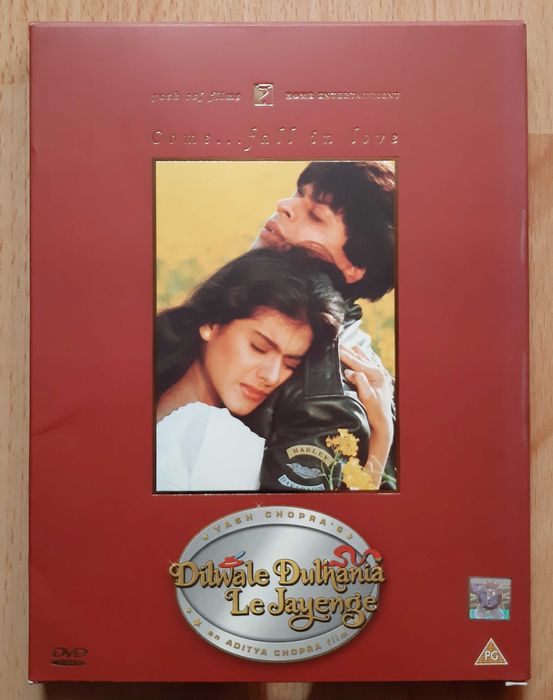 yash raj films HOME ENTERTAINMENT
Come...fall in love
HARLEY
DAVIDSON
YASH CHOPRA'S
Dilwale Dulhania
Le Jayenge
an ADITYA CHOPRA film
DVD
PG